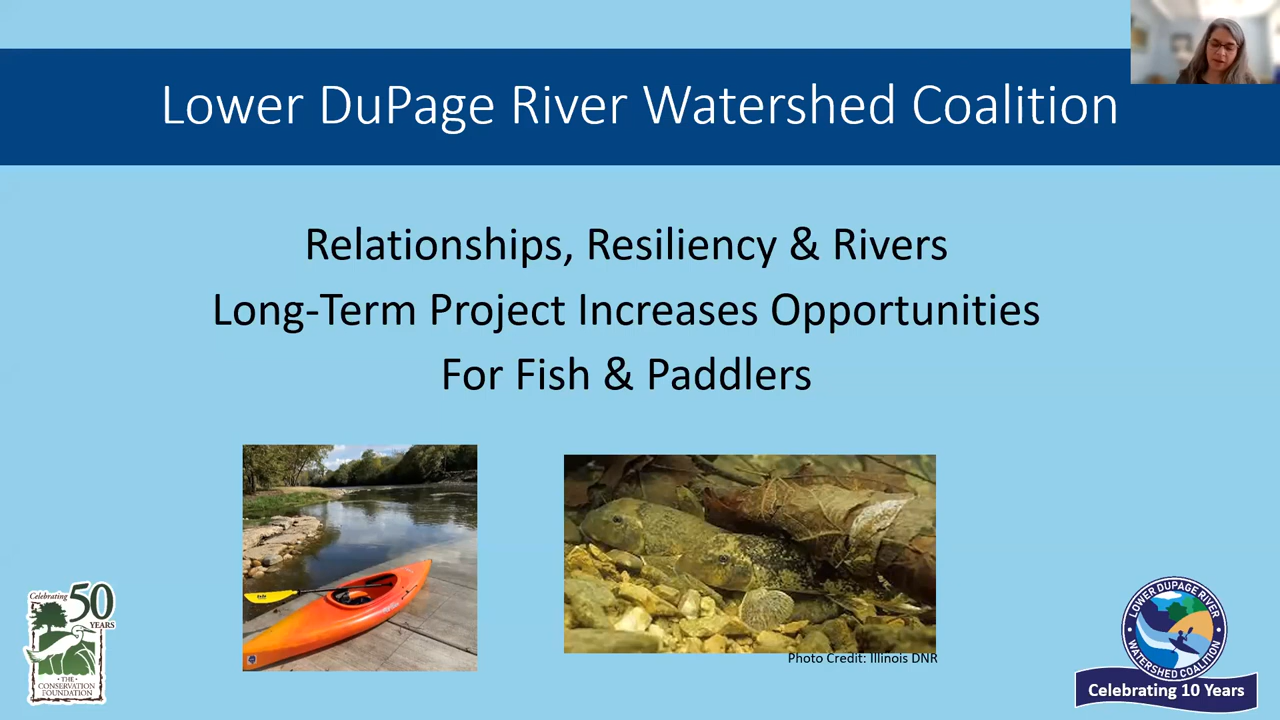 Lower DuPage River Watershed Coalition
Relationships, Resiliency & Rivers
Long-Term Project Increases Opportunities
For Fish & Paddlers
Photo Credit: Illinois DNR
Celebrating 50
YEARS
• THE •
CONSERVATION
FOUNDATION
LOWER DUPAGE RIVER
WATERSHED COALITION
Celebrating 10 Years